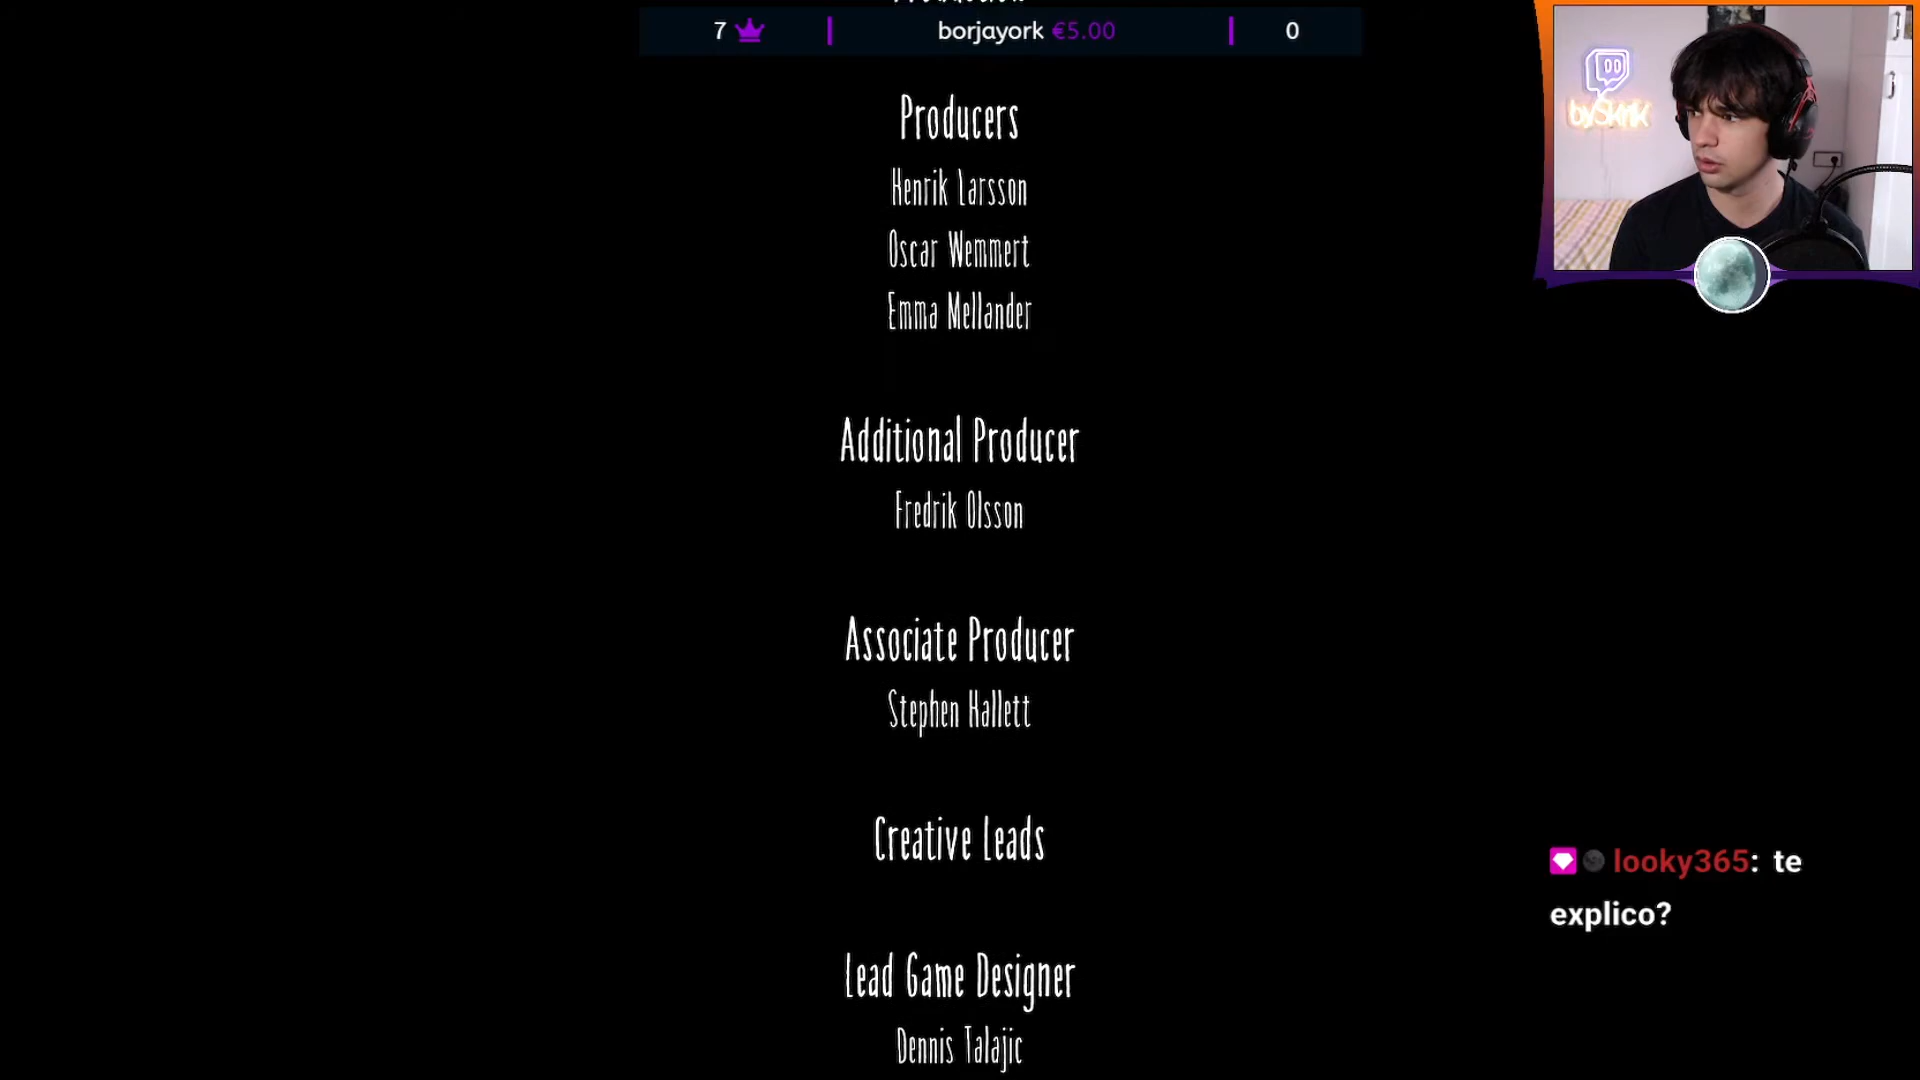 7
borjayork €5.00
0
Producers
Henrik Larsson
Oscar Wemmert
Emma Mellander
Additional Producer
Fredrik Olsson
Associate Producer
Stephen Hallett
Creative Leads
Lead Game Designer
Dennis Talajic
bySkriK
looky365: te
explico?